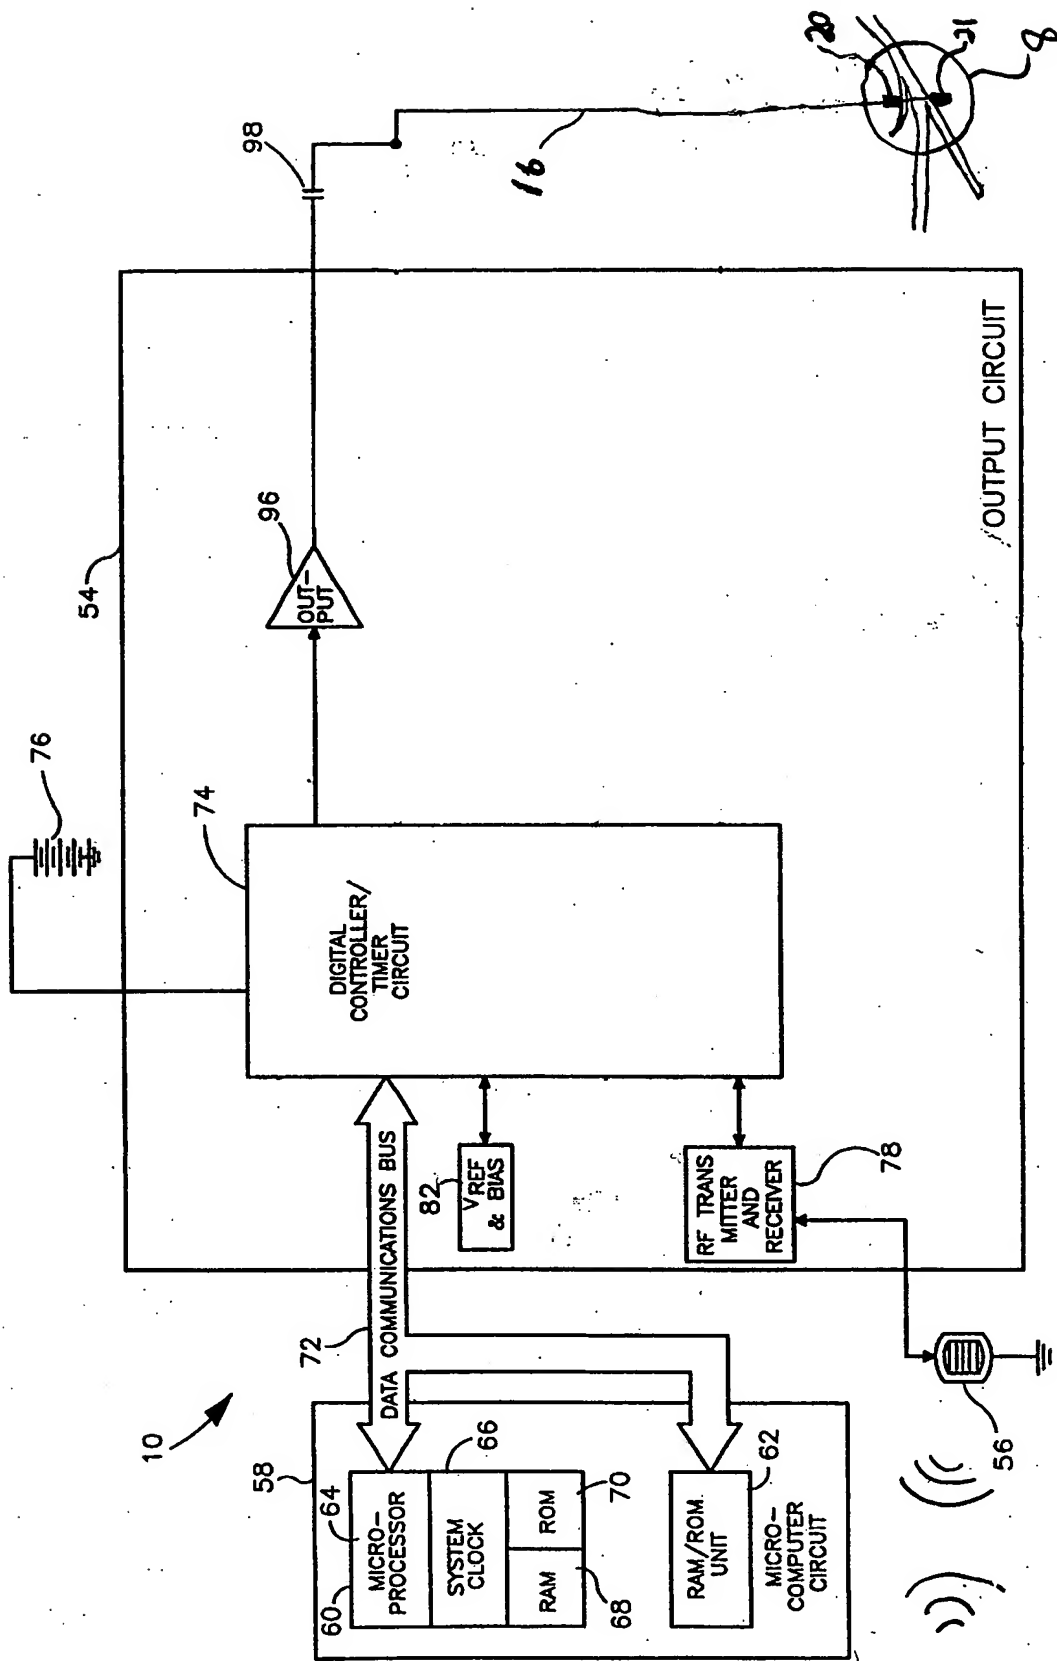 10
58
60
64
MICRO-
PROCESSOR
66
SYSTEM
CLOCK
RAM
ROM
68
70
62
RAM/ROM
UNIT
MICRO-
COMPUTER
CIRCUIT
72
DATA COMMUNICATIONS BUS
56
54
76
74
DIGITAL
CONTROLLER/
TIMER
CIRCUIT
82
VREF
& BIAS
RF TRANS
MITTER
AND
RECEIVER
78
96
OUT-
PUT
98
OUTPUT CIRCUIT
16
20
21
8